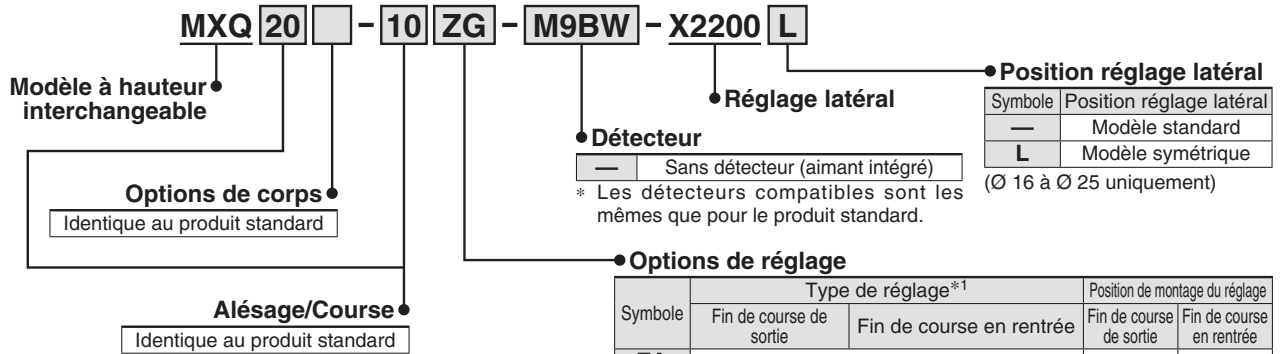 MXQ 20 - 10 ZG - M9BW - X2200 L
Modèle à hauteur
interchangeable
Réglage latéral
Position réglage latéral
Symbole Position réglage latéral
— Modèle standard
L Modèle symétrique
(Ø 16 à Ø 25 uniquement)
Détecteur
— Sans détecteur (aimant intégré)
* Les détecteurs compatibles sont les
mêmes que pour le produit standard.
Options de corps
Identique au produit standard
Alésage/Course
Identique au produit standard
Options de réglage
Symbole Type de réglage*1 Position de montage du réglage
Fin de course de
sortie
Fin de course en rentrée
Fin de course
de sortie
Fin de course
en rentrée